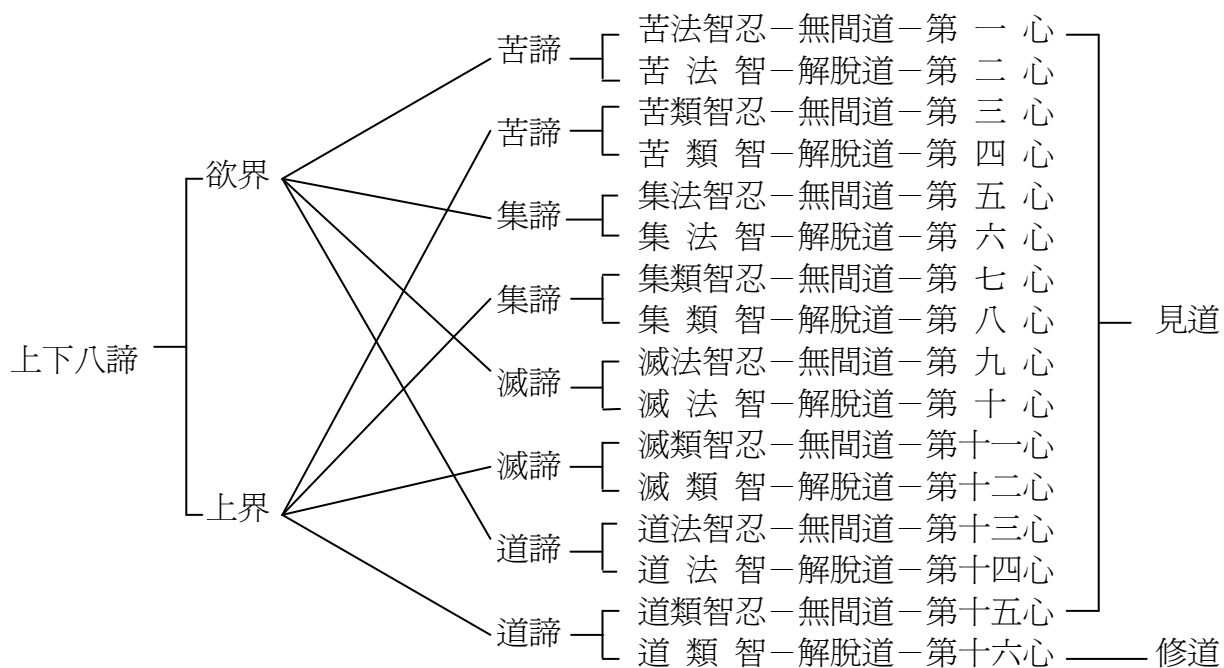 苦諦
苦法智忍－無間道－第 一 心
苦 法 智－解脫道－第 二 心
苦諦
苦類智忍－無間道－第 三 心
苦 類 智－解脫道－第 四 心
欲界
集諦
集法智忍－無間道－第 五 心
集 法 智－解脫道－第 六 心
集諦
集類智忍－無間道－第 七 心
集 類 智－解脫道－第 八 心
見道
上下八諦
滅諦
滅法智忍－無間道－第 九 心
滅 法 智－解脫道－第 十 心
滅諦
滅類智忍－無間道－第十一心
滅 類 智－解脫道－第十二心
上界
道諦
道法智忍－無間道－第十三心
道 法 智－解脫道－第十四心
道諦
道類智忍－無間道－第十五心
道 類 智－解脫道－第十六心
修道